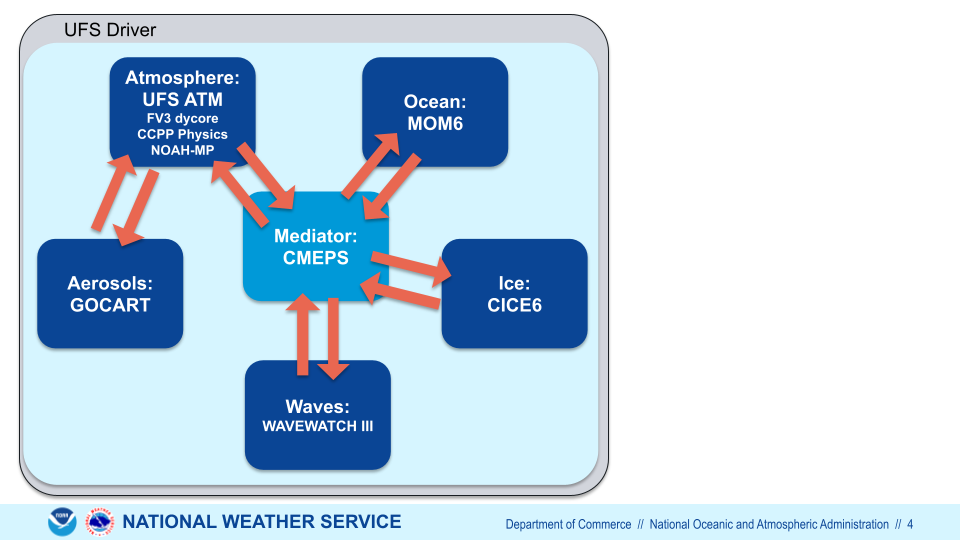 UFS Driver
Atmosphere:
UFS ATM
FV3 dycore
CCPP Physics
NOAH-MP
Ocean:
MOM6
Mediator:
CMEPS
Aerosols:
GOCART
Ice:
CICE6
Waves:
WAVEWATCH III
NATIONAL WEATHER SERVICE
Department of Commerce // National Oceanic and Atmospheric Administration // 4